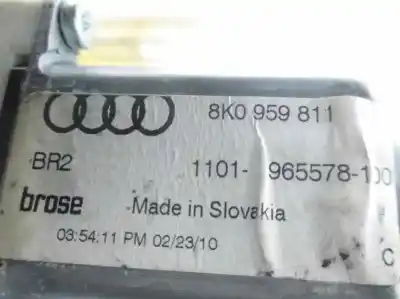 8K0 959 811
BR2 1101- 965578-100
brose Made in Slovakia
03:54:11 PM 02/23/10
C